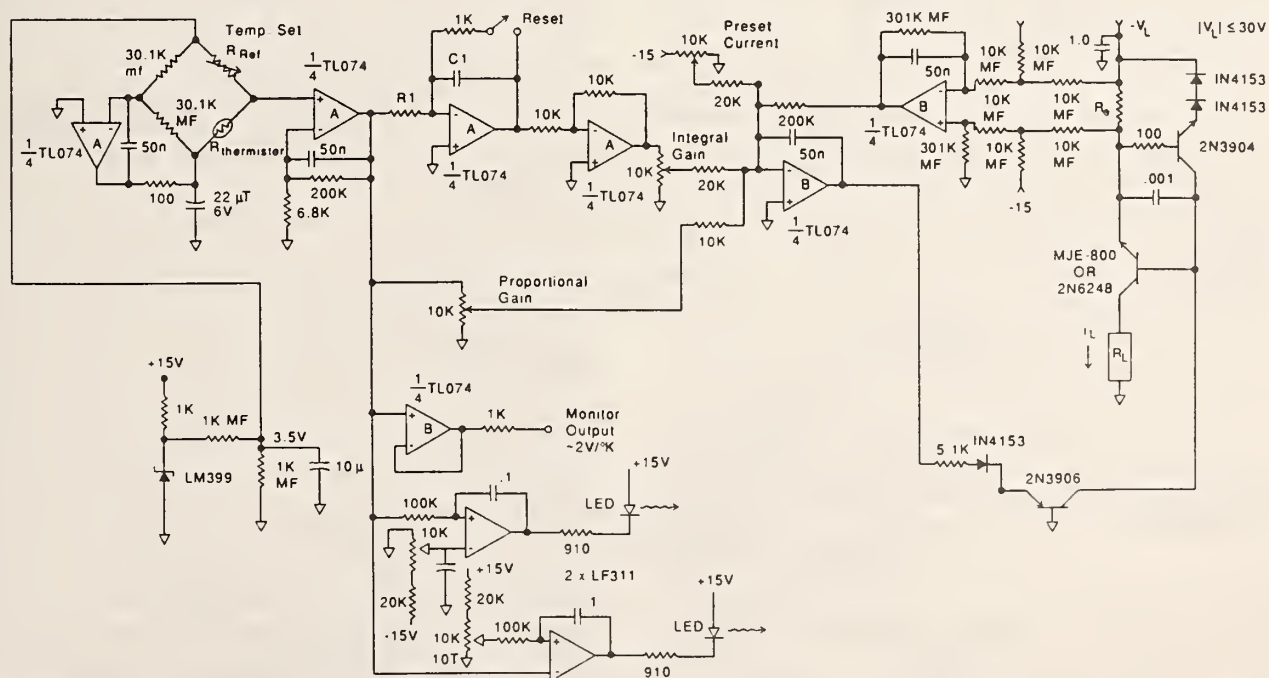 Temp. Set
30.1K
mf
R Ref
1/4 TL074
30.1K
MF
A
1/4 TL074
50n
R thermister
100
22 µT
6V
A
50n
200K
6.8K
1K
Reset
C1
R1
A
1/4 TL074
10K
10K
A
1/4 TL074
10K
Integral
Gain
20K
10K
Preset
Current
-15
10K
20K
200K
50n
B
1/4 TL074
301K MF
50n
B
1/4 TL074
301K
MF
10K
MF
10K
MF
10K
MF
10K
MF
10K
MF
10K
MF
-15
1.0
-VL
|VL| ≤ 30V
IN4153
IN4153
100
2N3904
.001
MJE-800
OR
2N6248
IL
RL
Proportional
Gain
10K
+15V
1K
1K MF
3.5V
LM399
1K
MF
10 µ
1/4 TL074
B
1K
Monitor
Output
~2V/°K
5.1K
IN4153
2N3906
100K
.1
10K
20K
-15V
910
LED
+15V
2 x LF311
+15V
20K
10K
10T
100K
1
910
LED
+15V